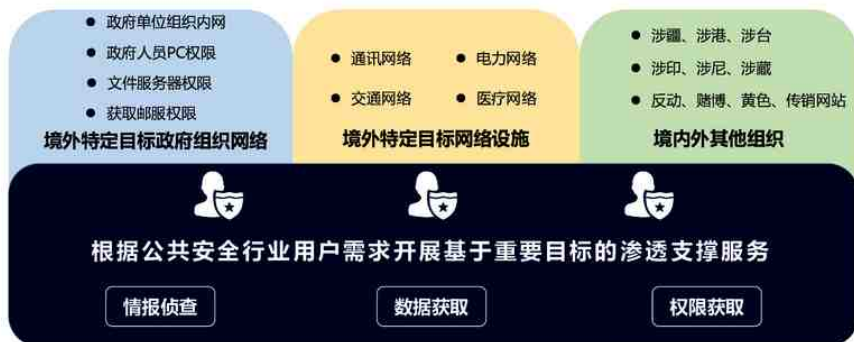 政府单位组织内网
政府人员PC权限
文件服务器权限
获取邮服权限
境外特定目标政府组织网络
通讯网络
电力网络
交通网络
医疗网络
境外特定目标网络设施
涉疆、涉港、涉台
涉印、涉尼、涉藏
反动、赌博、黄色、传销网站
境内外其他组织
根据公共安全行业用户需求开展基于重要目标的渗透支撑服务
情报侦查
数据获取
权限获取